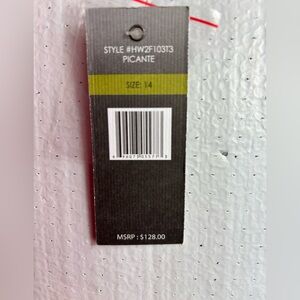 STYLE #HW2F103T3
PICANTE
SIZE: 14
MSRP : $128.00